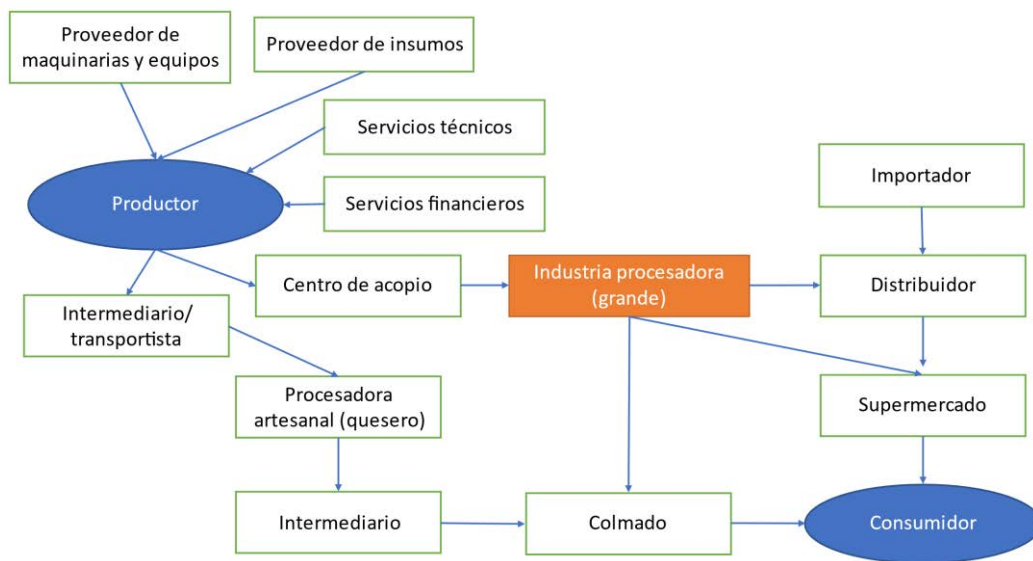 Proveedor de
maquinarias y equipos
Proveedor de insumos
Servicios técnicos
Importador
Productor
Servicios financieros
Centro de acopio
Industria procesadora
(grande)
Distribuidor
Intermediario/
transportista
Procesadora
artesanal (quesero)
Supermercado
Intermediario
Colmado
Consumidor